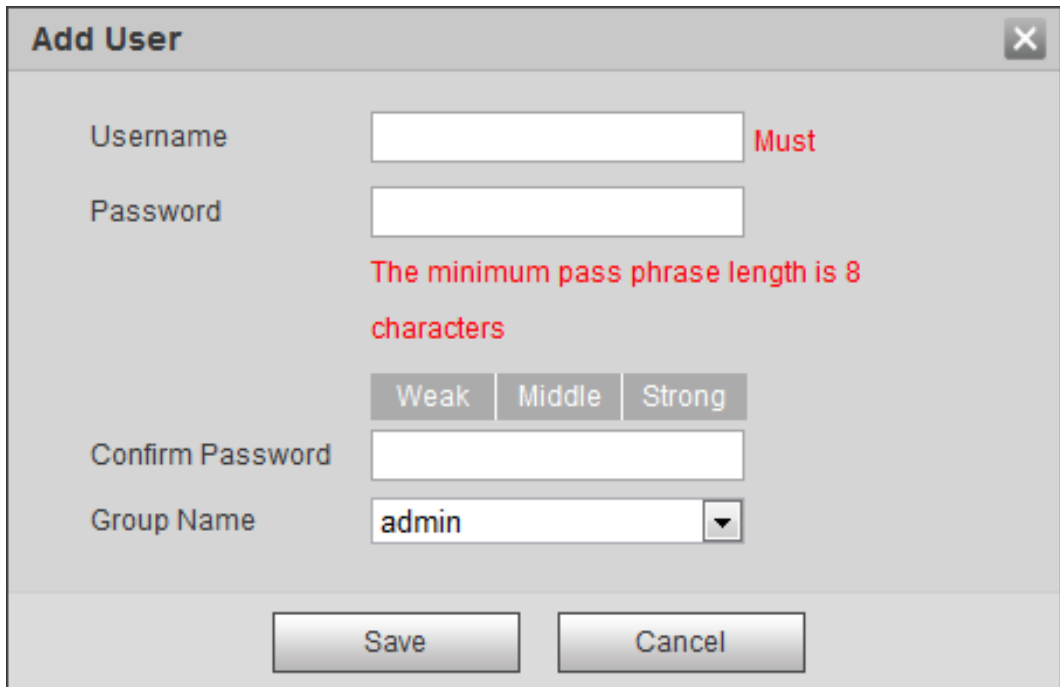 Add User
Username
Must
Password
The minimum pass phrase length is 8
characters
Weak Middle Strong
Confirm Password
Group Name
admin
Save
Cancel